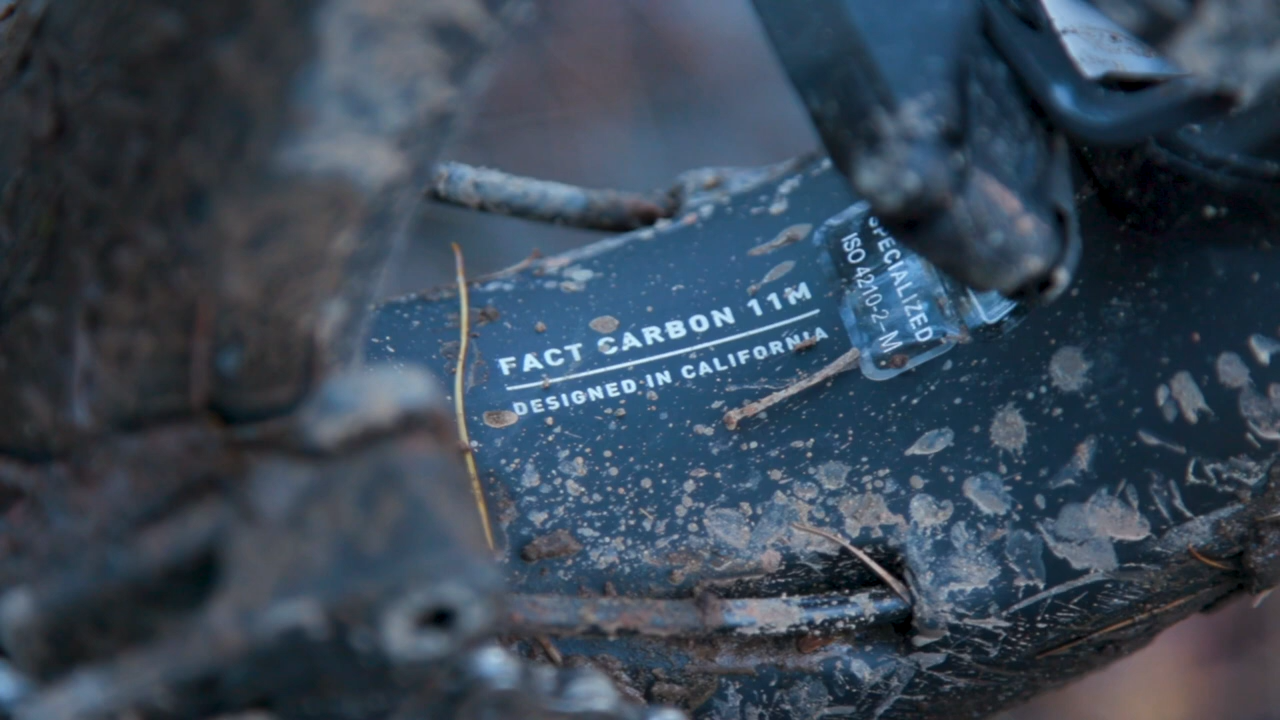 FACT CARBON 11M
DESIGNED IN CALIFORNIA
SPECIALIZED
ISO 4210-2-M